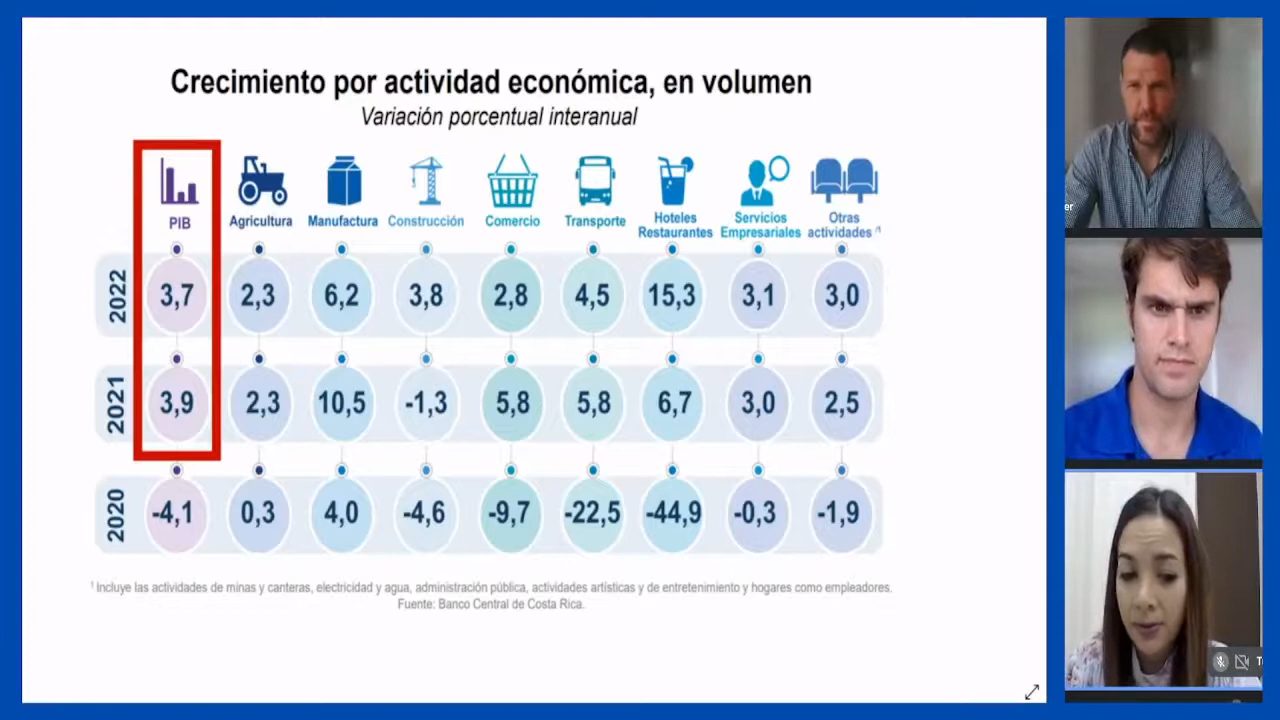 Crecimiento por actividad económica, en volumen
Variación porcentual interanual
PIB Agricultura Manufactura Construcción Comercio Transporte Hoteles Restaurantes Servicios Empresariales Otras actividades /1
2022 3,7 2,3 6,2 3,8 2,8 4,5 15,3 3,1 3,0
2021 3,9 2,3 10,5 -1,3 5,8 5,8 6,7 3,0 2,5
2020 -4,1 0,3 4,0 -4,6 -9,7 -22,5 -44,9 -0,3 -1,9
1 Incluye las actividades de minas y canteras, electricidad y agua, administración pública, actividades artísticas y de entretenimiento y hogares como empleadores.
Fuente: Banco Central de Costa Rica.
er